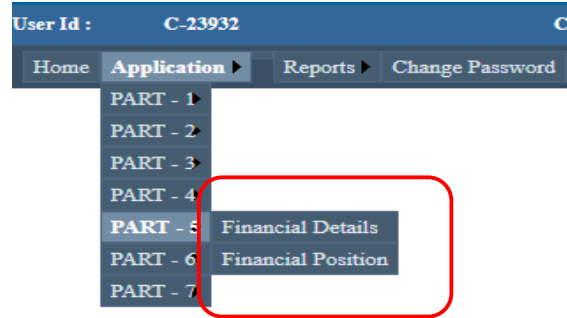 User Id : C-23932 C
Home Application Reports Change Password
PART - 1
PART - 2
PART - 3
PART - 4
PART - 5 Financial Details
PART - 6 Financial Position
PART - 7